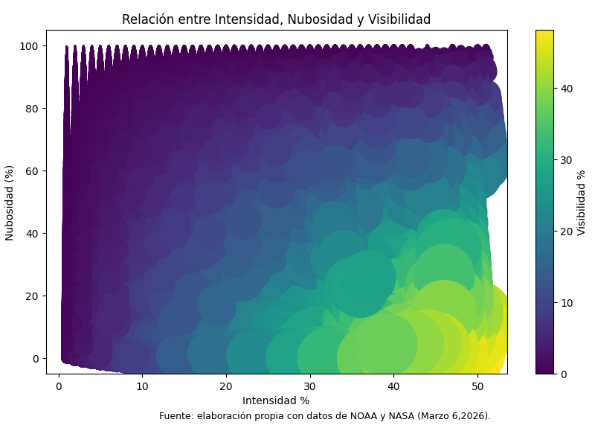 Relación entre Intensidad, Nubosidad y Visibilidad
100
80
60
40
20
0
Nubosidad (%)
0 10 20 30 40 50
Intensidad %
40
30
20
10
0
Visibilidad %
Fuente: elaboración propia con datos de NOAA y NASA (Marzo 6,2026).